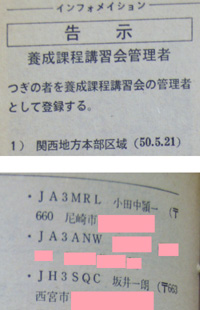 インフォメイション
告示
養成課程講習会管理者
つぎの者を養成課程講習会の管理者
として登録する。
1) 関西地方本部区域 (50.5.21)
・JA3MRL 小田中 一 (〒
660 尼崎市
・JA3ANW
・JH3SQC 坂井一朗 (〒66
西宮市